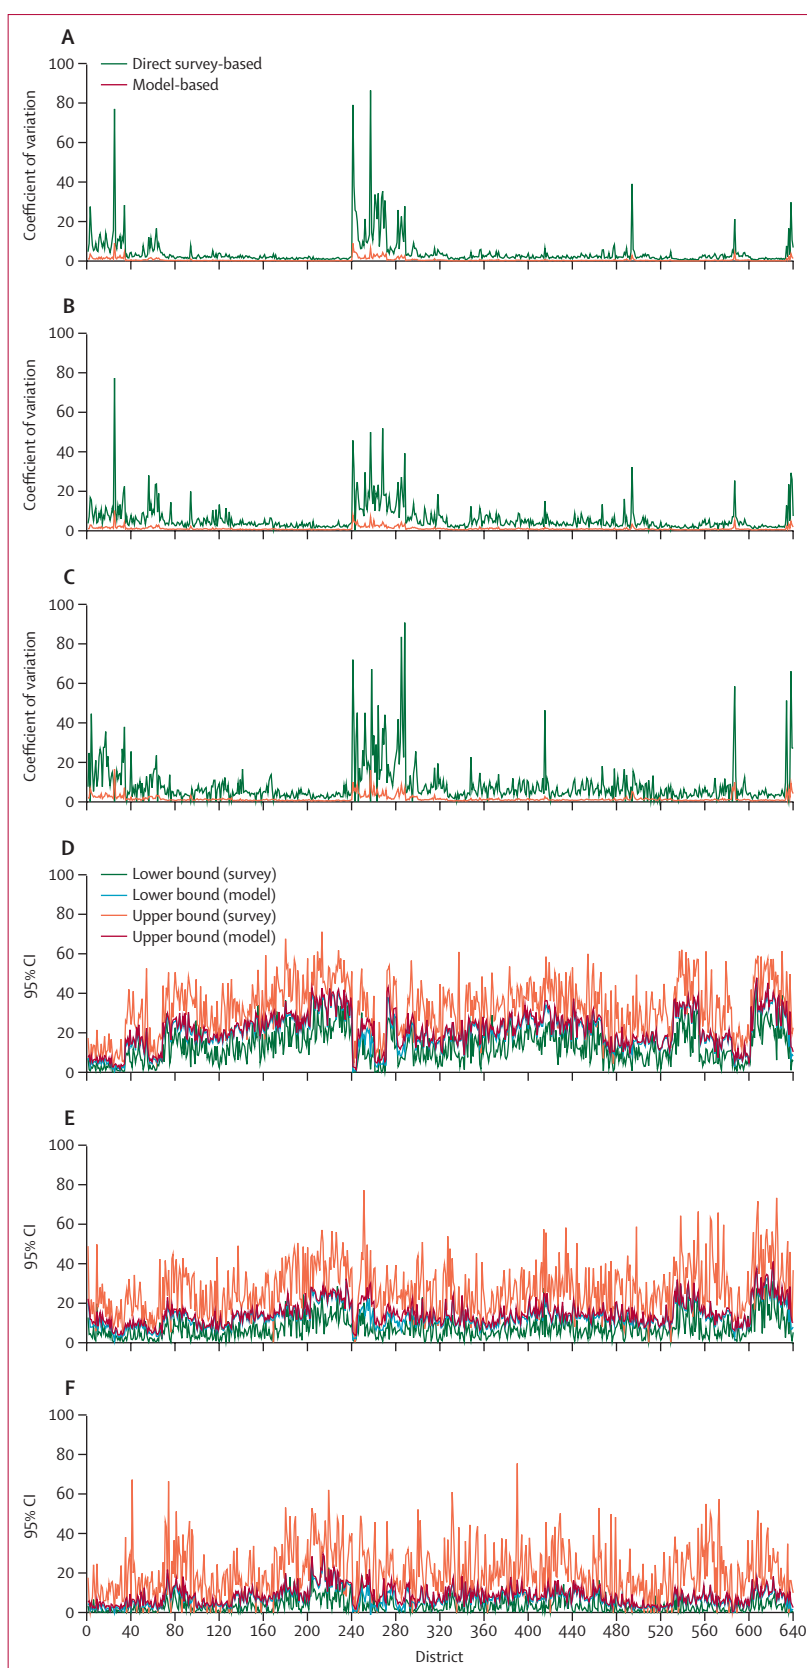 A
100
80
60
40
20
0
Coefficient of variation
Direct survey-based
Model-based
B
100
80
60
40
20
0
Coefficient of variation
C
100
80
60
40
20
0
Coefficient of variation
D
100
80
60
40
20
0
95% CI
Lower bound (survey)
Lower bound (model)
Upper bound (survey)
Upper bound (model)
E
100
80
60
40
20
0
95% CI
F
100
80
60
40
20
0
95% CI
0 40 80 120 160 200 240 280 320 360 400 440 480 520 560 600 640
District